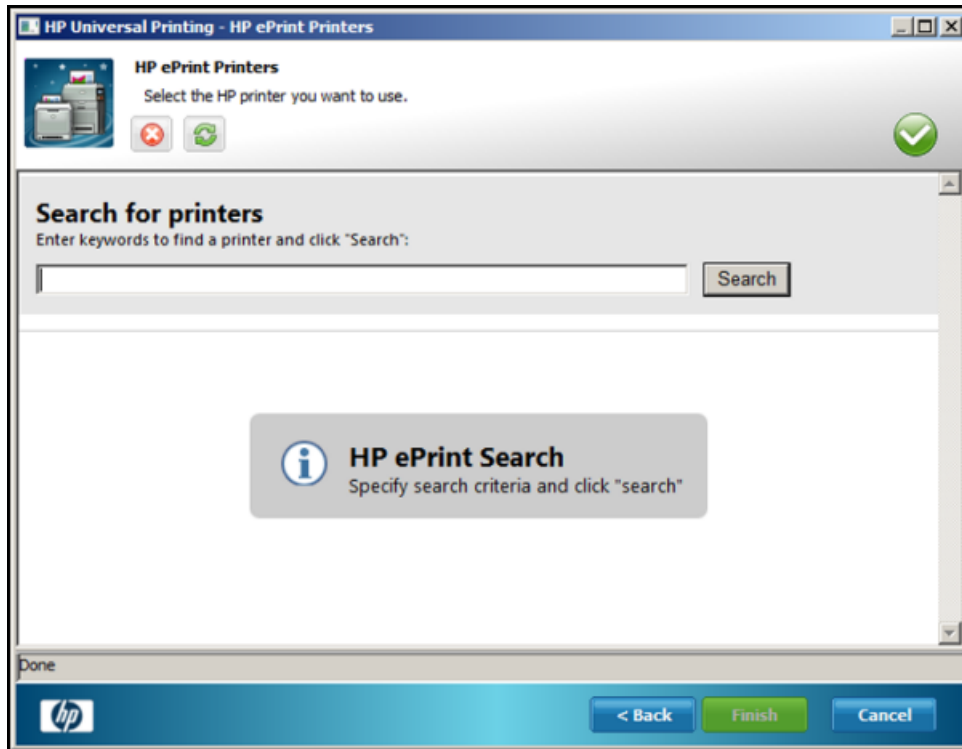 HP Universal Printing - HP ePrint Printers
HP ePrint Printers
Select the HP printer you want to use.
Search for printers
Enter keywords to find a printer and click "Search":
Search
HP ePrint Search
Specify search criteria and click "search"
Done
hp
< Back
Finish
Cancel